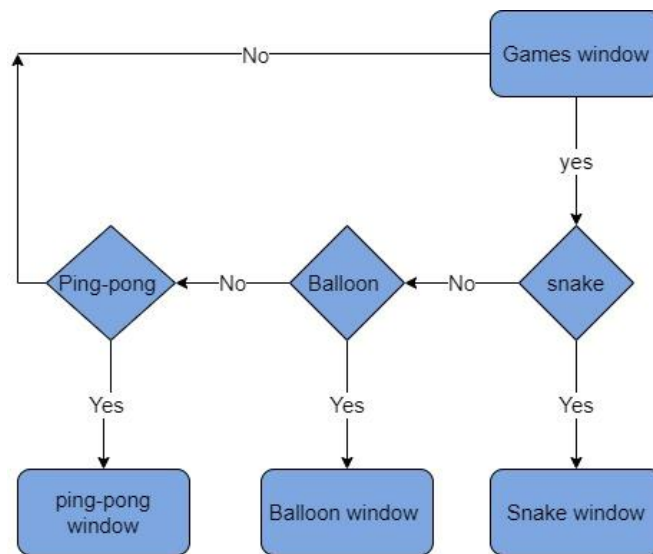 No
Games window
yes
Ping-pong
No
Balloon
No
snake
Yes
Yes
Yes
ping-pong
window
Balloon window
Snake window